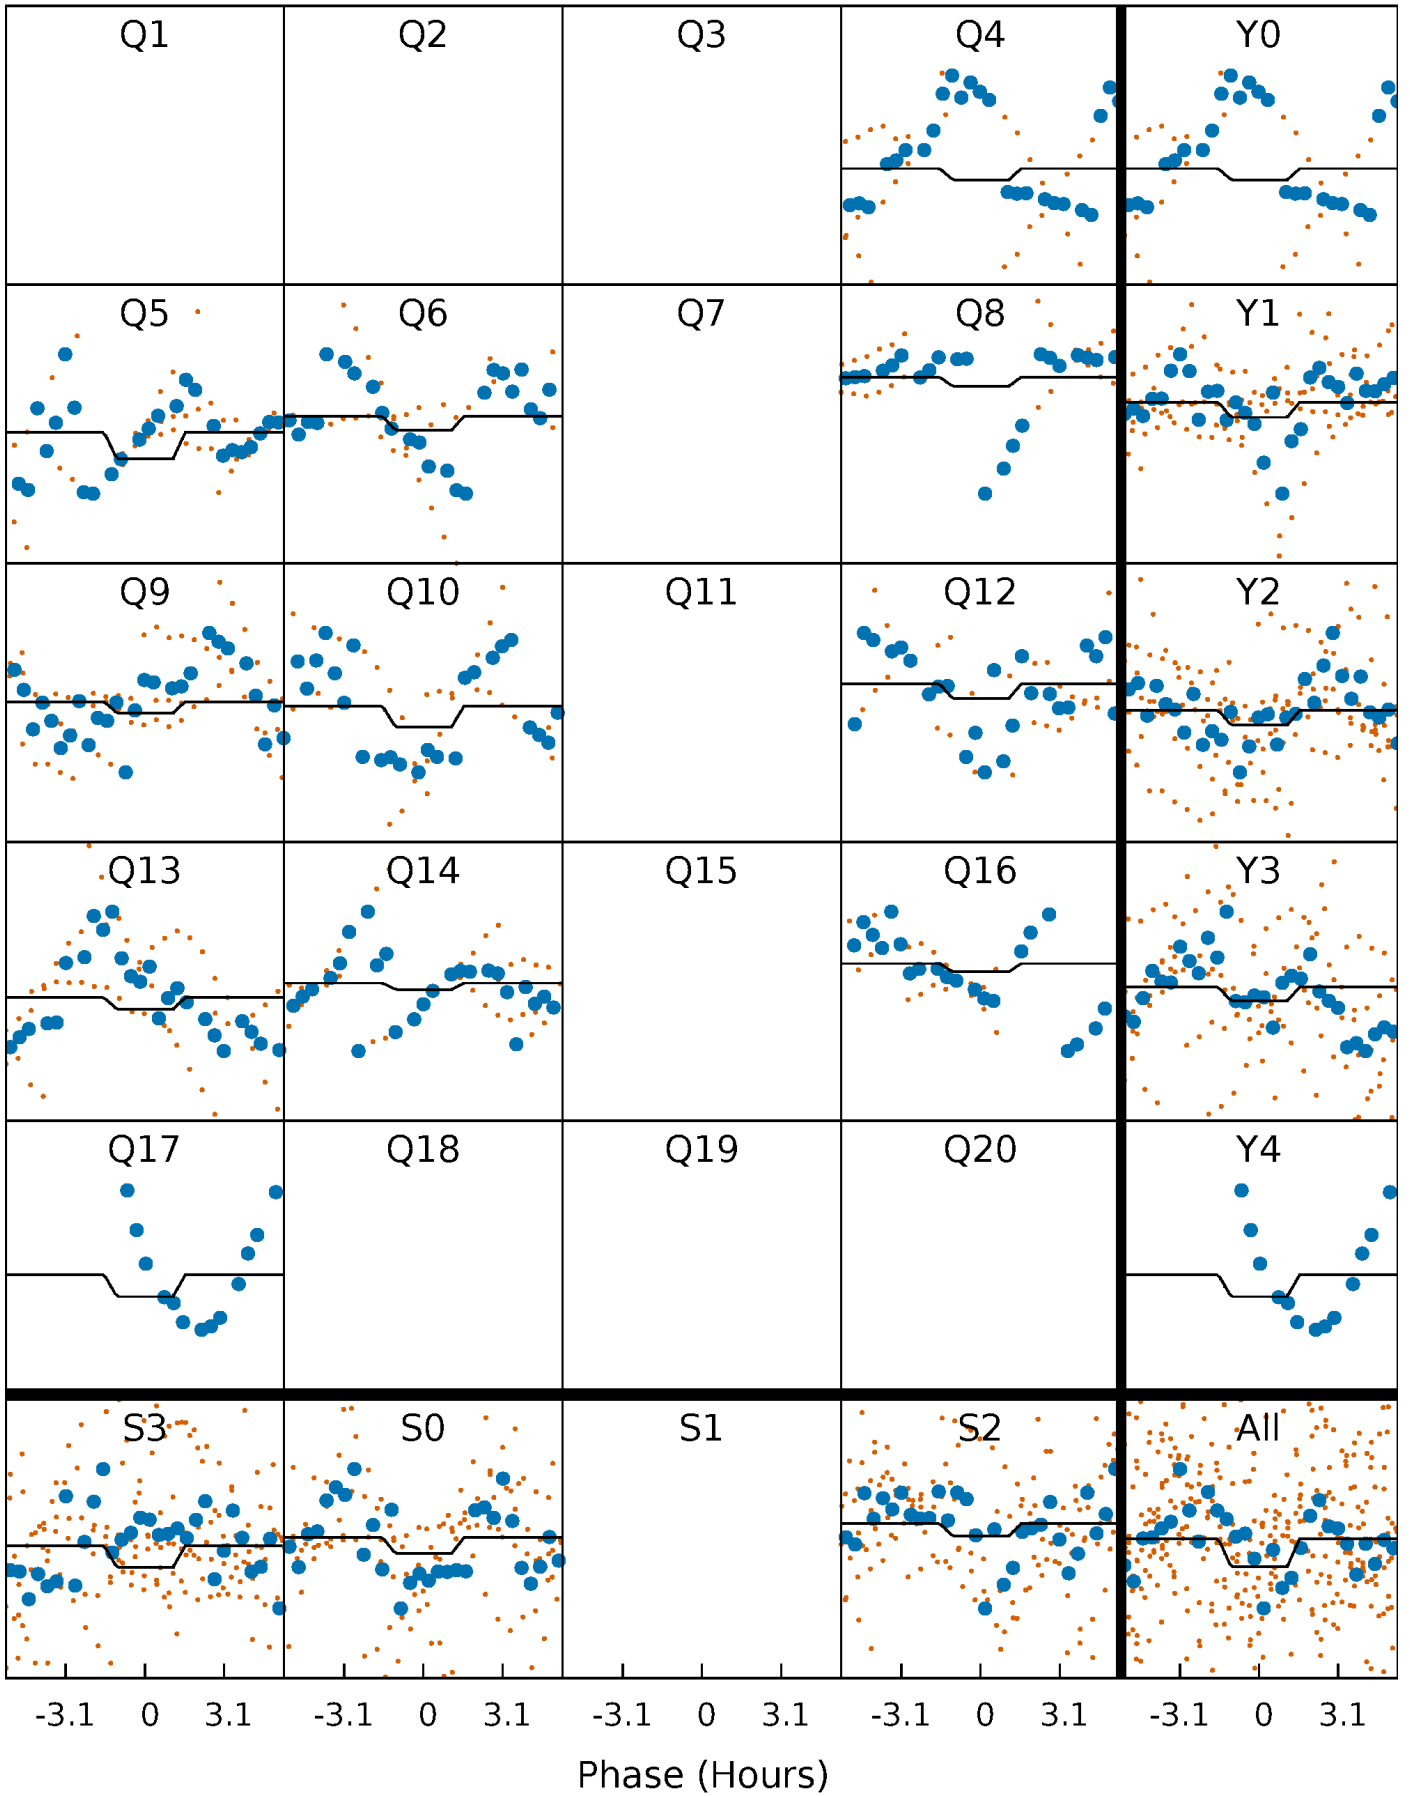 Q1 Q2 Q3 Q4 Y0
Q5 Q6 Q7 Q8 Y1
Q9 Q10 Q11 Q12 Y2
Q13 Q14 Q15 Q16 Y3
Q17 Q18 Q19 Q20 Y4
S3 S0 S1 S2 All
-3.1 0 3.1 -3.1 0 3.1 -3.1 0 3.1 -3.1 0 3.1 -3.1 0 3.1
Phase (Hours)